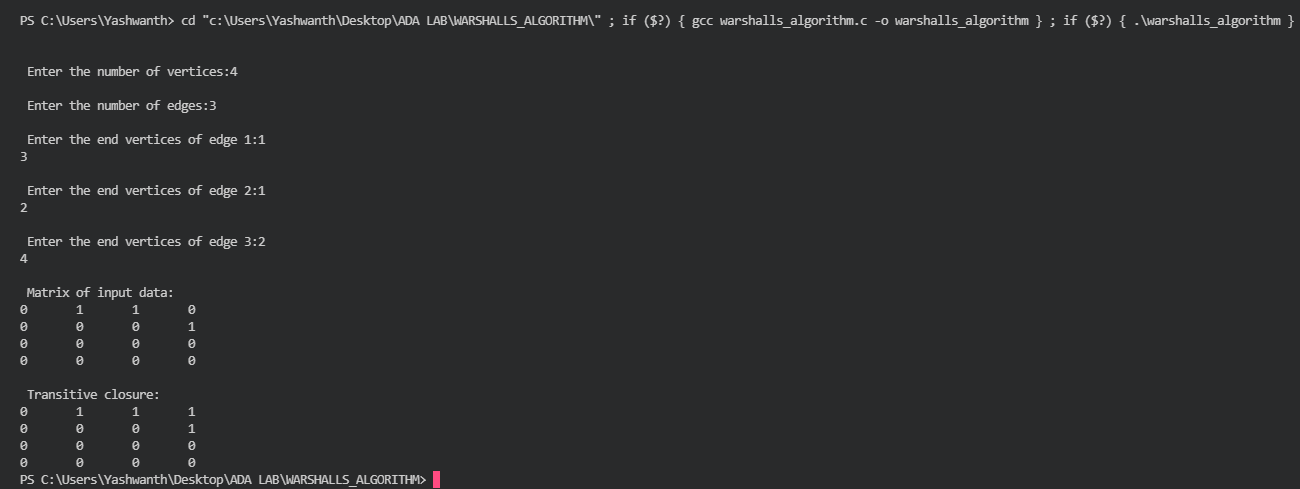 PS C:\Users\Yashwanth> cd "c:\Users\Yashwanth\Desktop\ADA LAB\WARSHALLS_ALGORITHM\" ; if ($?) { gcc warshalls_algorithm.c -o warshalls_algorithm } ; if ($?) { .\warshalls_algorithm }
Enter the number of vertices:4
Enter the number of edges:3
Enter the end vertices of edge 1:1
3
Enter the end vertices of edge 2:1
2
Enter the end vertices of edge 3:2
4
Matrix of input data:
0 1 1 0
0 0 0 1
0 0 0 0
0 0 0 0
Transitive closure:
0 1 1 1
0 0 0 1
0 0 0 0
0 0 0 0
PS C:\Users\Yashwanth\Desktop\ADA LAB\WARSHALLS_ALGORITHM>